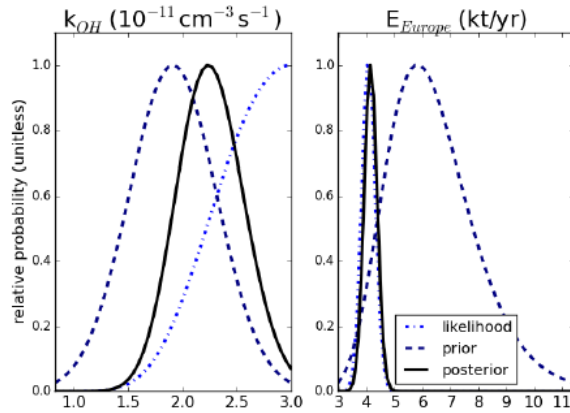 k_OH (10⁻¹¹ cm⁻³ s⁻¹)
E_Europe (kt/yr)
relative probability (unitless)
1.0
0.8
0.6
0.4
0.2
0.0
1.0 1.5 2.0 2.5 3.0
1.0
0.8
0.6
0.4
0.2
0.0
3 4 5 6 7 8 9 10 11
likelihood
prior
posterior